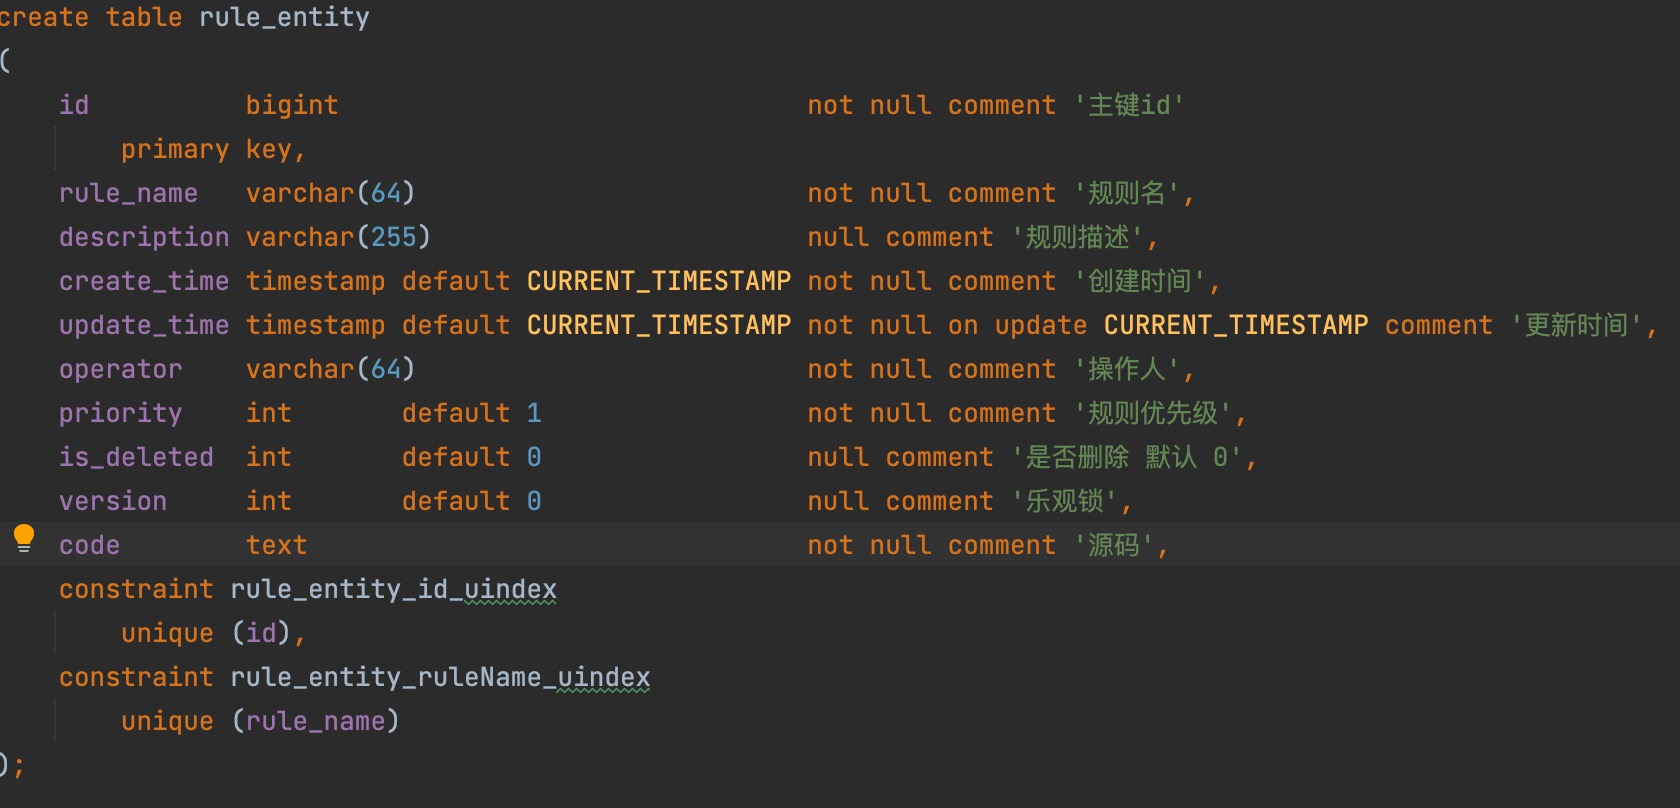 create table rule_entity
(
id bigint not null comment '主键id'
primary key,
rule_name varchar(64) not null comment '规则名',
description varchar(255) null comment '规则描述',
create_time timestamp default CURRENT_TIMESTAMP not null comment '创建时间',
update_time timestamp default CURRENT_TIMESTAMP not null on update CURRENT_TIMESTAMP comment '更新时间',
operator varchar(64) not null comment '操作人',
priority int default 1 not null comment '规则优先级',
is_deleted int default 0 null comment '是否删除 默认 0',
version int default 0 null comment '乐观锁',
code text not null comment '源码',
constraint rule_entity_id_uindex
unique (id),
constraint rule_entity_ruleName_uindex
unique (rule_name)
);